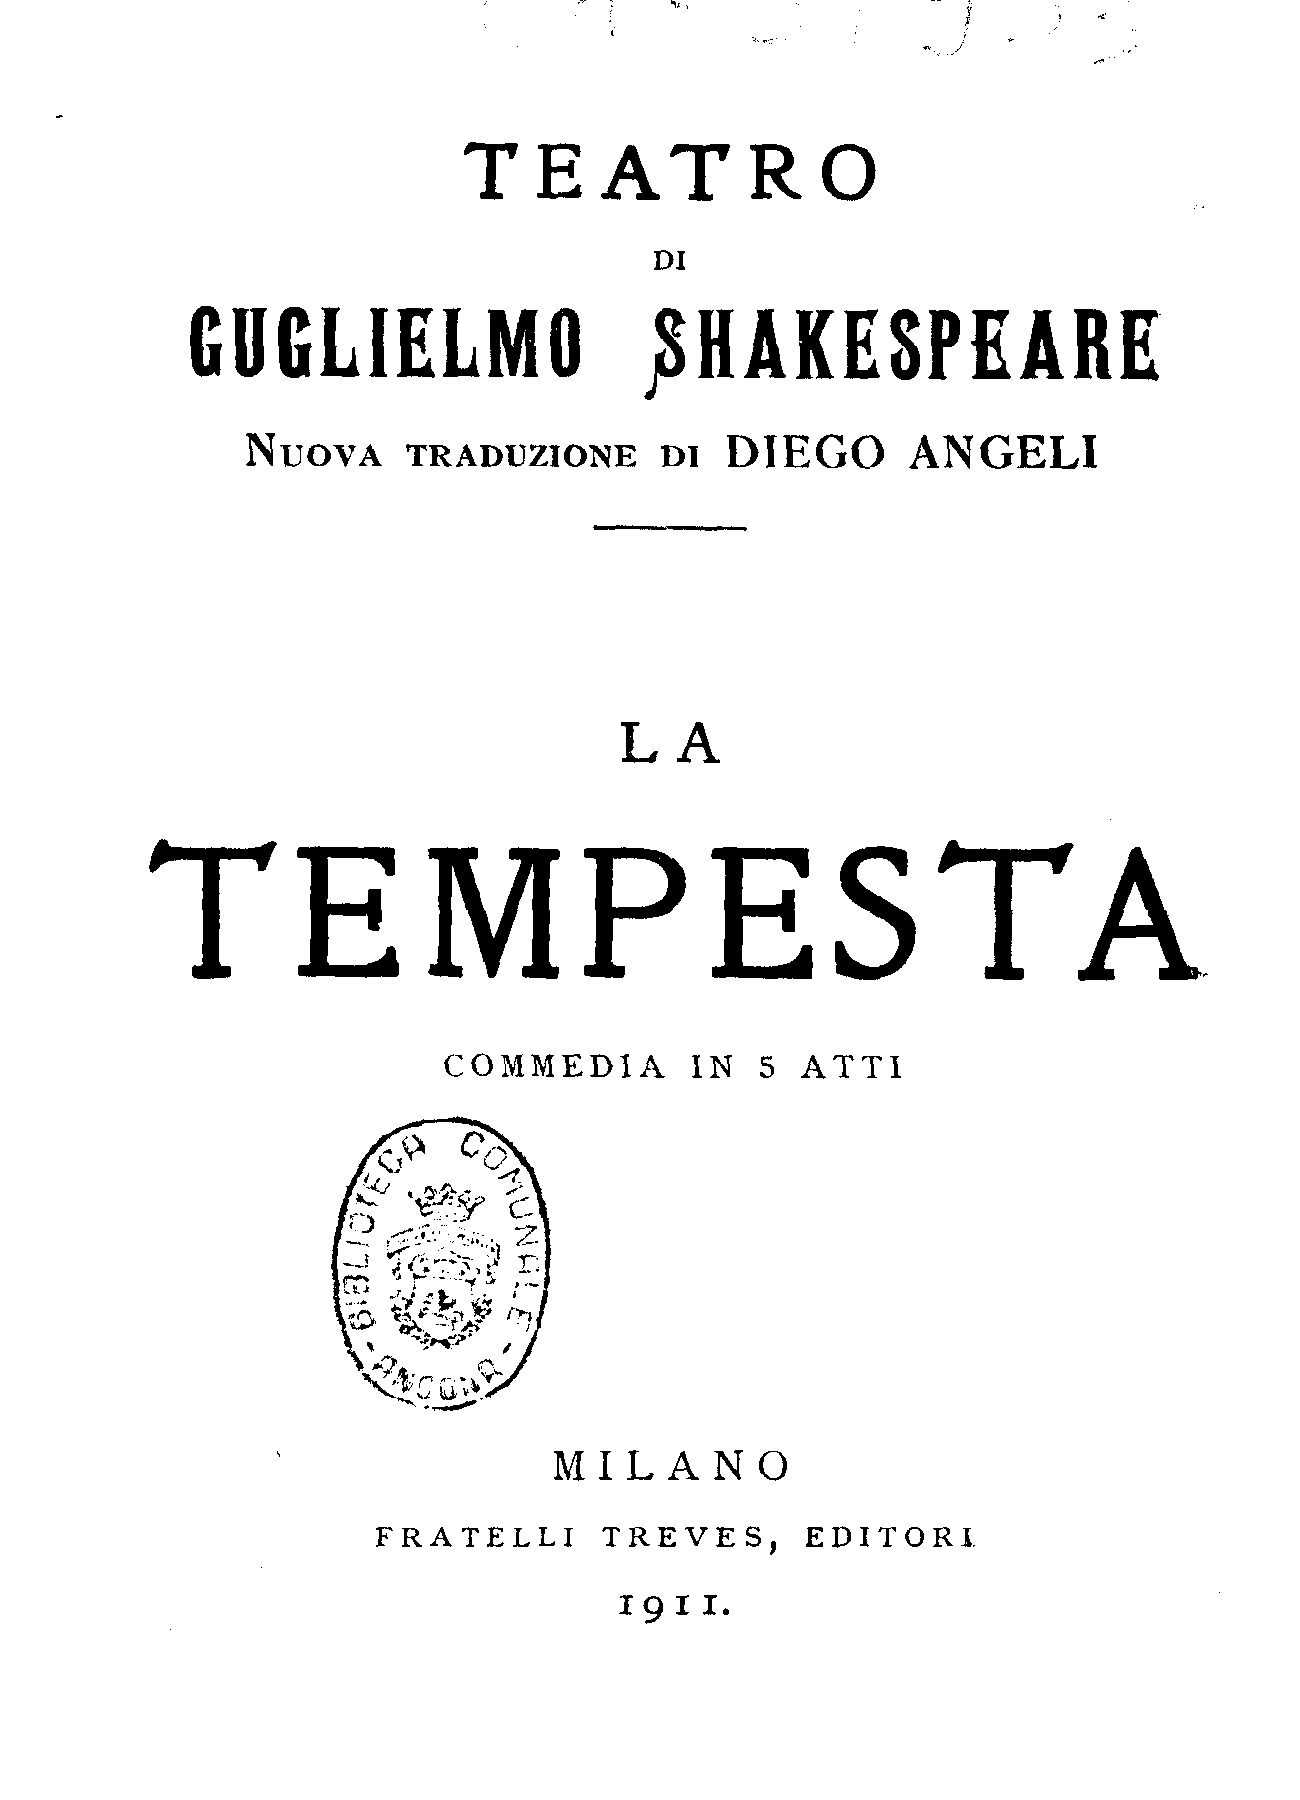 TEATRO
DI
GUGLIELMO SHAKESPEARE
NUOVA TRADUZIONE DI DIEGO ANGELI
LA
TEMPESTA
COMMEDIA IN 5 ATTI
BIBLIOTECA COMUNALE
- ANCONA -
MILANO
FRATELLI TREVES, EDITORI
1911.